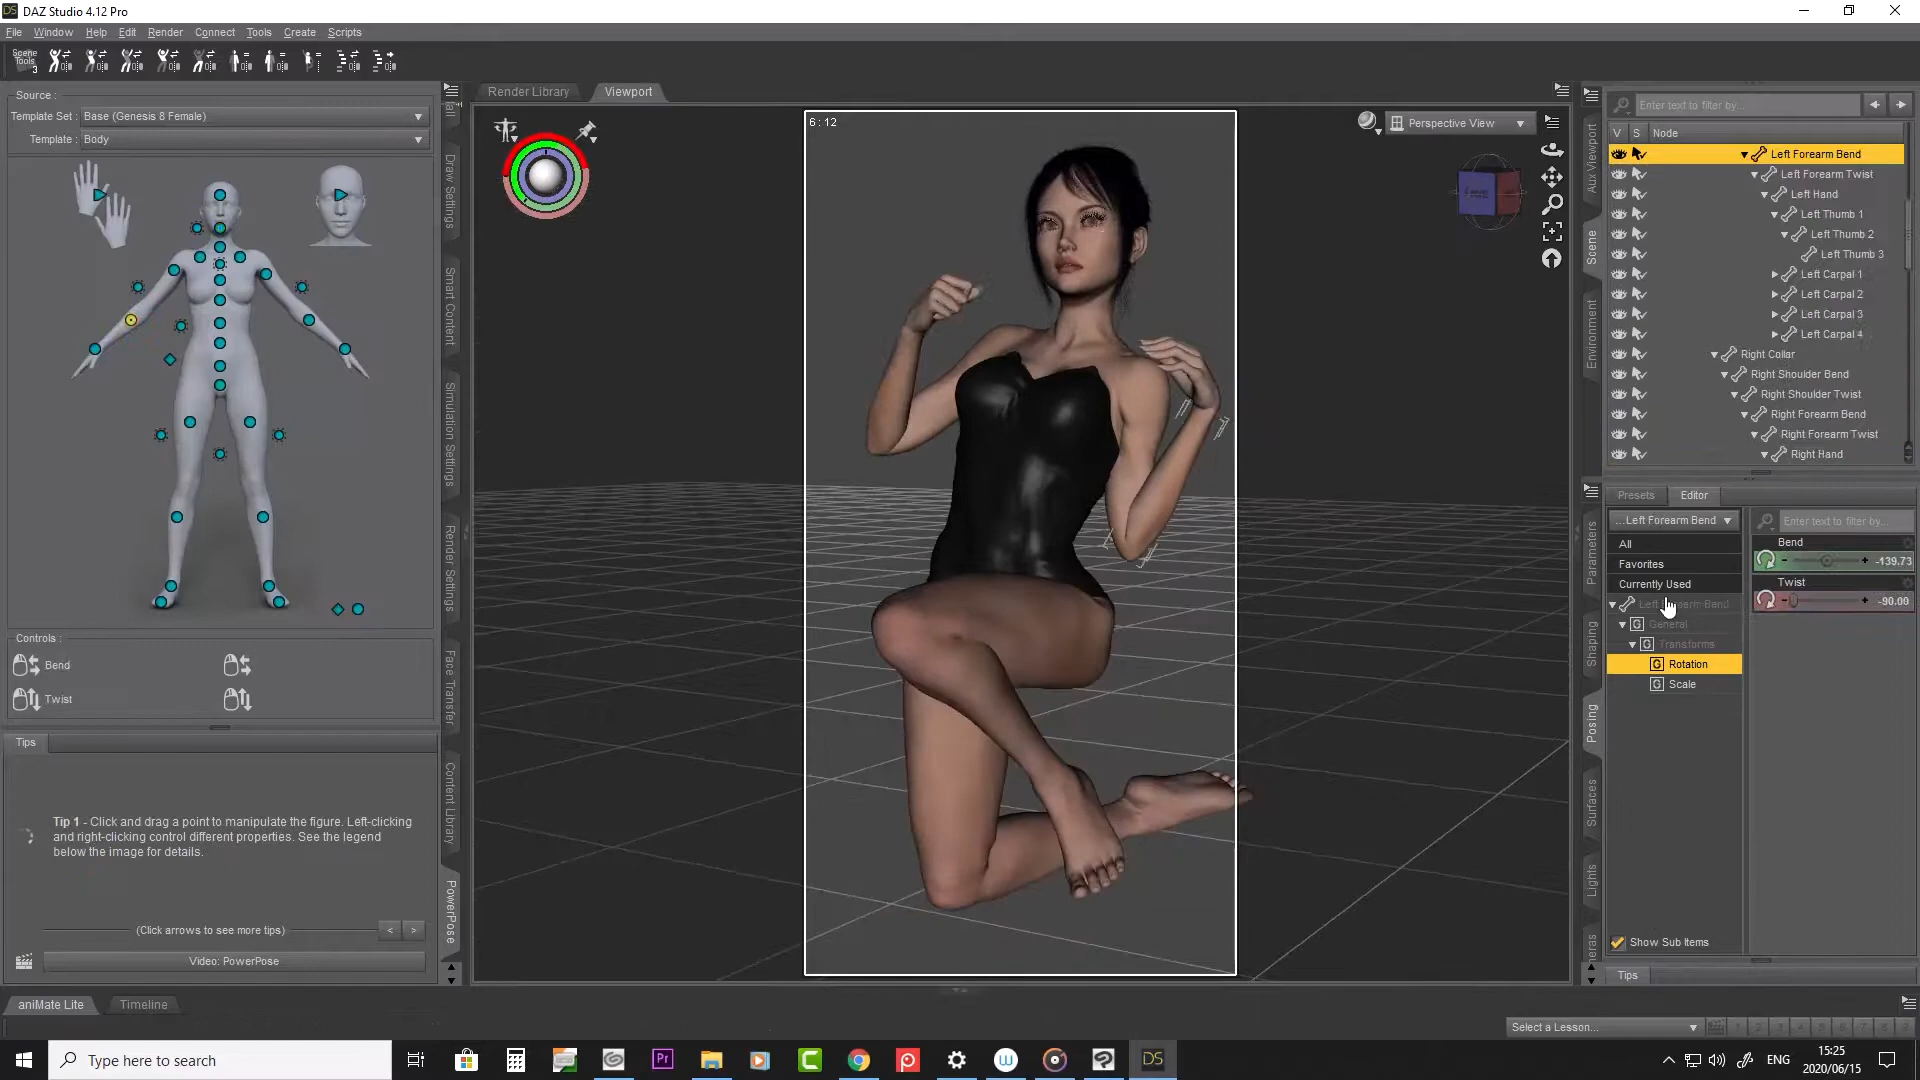 DAZ Studio 4.12 Pro
File Window Help Edit Render Connect Tools Create Scripts
Scene
Tools
3
Source :
Template Set : Base (Genesis 8 Female)
Template : Body
Controls :
Bend
Twist
Tips
Tip 1 - Click and drag a point to manipulate the figure. Left-clicking
and right-clicking control different properties. See the legend
below the image for details.
(Click arrows to see more tips)
< >
Video: PowerPose
Draw Settings
Smart Content
Simulation Settings
Render Settings
Face Transfer
Content Library
PowerPose
Render Library Viewport
6 : 12
Perspective View
Aux Viewport
Scene
Environment
Enter text to filter by...
V S Node
Left Forearm Bend
Left Forearm Twist
Left Hand
Left Thumb 1
Left Thumb 2
Left Thumb 3
Left Carpal 1
Left Carpal 2
Left Carpal 3
Left Carpal 4
Right Collar
Right Shoulder Bend
Right Shoulder Twist
Right Forearm Bend
Right Forearm Twist
Right Hand
Parameters
Shaping
Posing
Surfaces
Lights
Presets Editor
...Left Forearm Bend
Enter text to filter by...
All
Favorites
Currently Used
General
Transforms
Rotation
Scale
Bend
-139.73
Twist
-90.00
Show Sub Items
Tips
aniMate Lite Timeline
Select a Lesson...
Type here to search
Pr
DS
ENG
15:25
2020/06/15